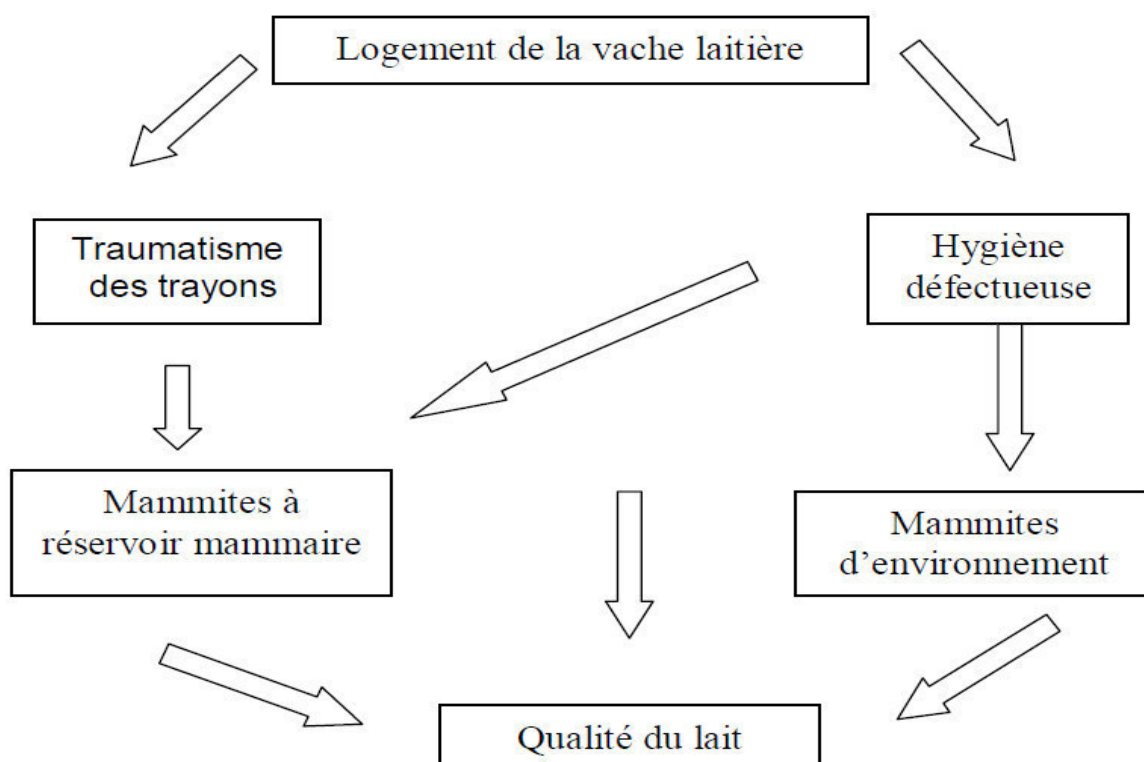 Logement de la vache laitière
Traumatisme
des trayons
Hygiène
défectueuse
Mammites à
réservoir mammaire
Mammites
d'environnement
Qualité du lait